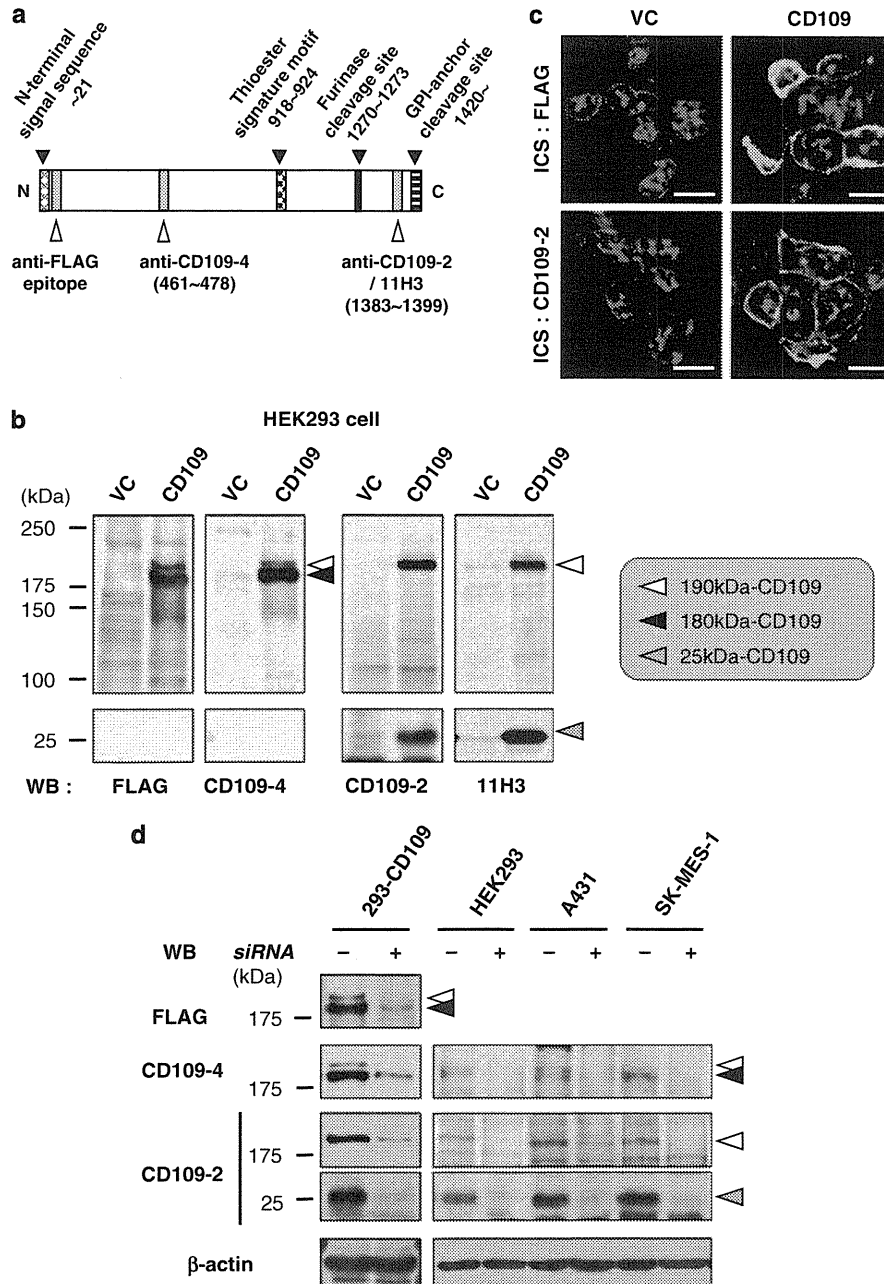 a
N-terminal
signal sequence
~21
Thioester
signature motif
918~924
Furinase
cleavage site
1270~1273
GPI-anchor
cleavage site
1420~
N
C
anti-FLAG
epitope
anti-CD109-4
(461~478)
anti-CD109-2
/ 11H3
(1383~1399)
c
VC
CD109
ICS : FLAG
ICS : CD109-2
b
HEK293 cell
(kDa)
VC
CD109
VC
CD109
VC
CD109
VC
CD109
250
175
150
100
25
190kDa-CD109
180kDa-CD109
25kDa-CD109
WB : FLAG CD109-4 CD109-2 11H3
d
293-CD109
HEK293
A431
SK-MES-1
WB siRNA − + − + − + − +
(kDa)
FLAG
175
CD109-4
175
CD109-2
175
25
β-actin